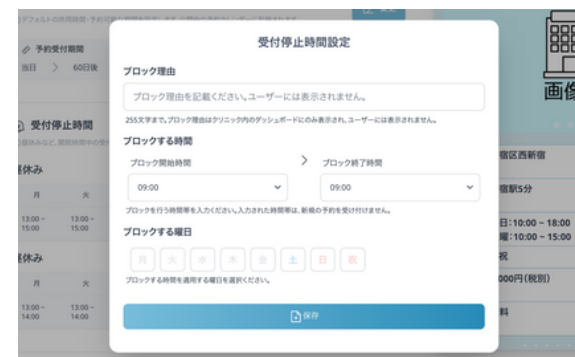 予約受付期間
当日 > 60日後
受付停止時間
昼休み
月 火
13:00 ~ 15:00 13:00 ~ 15:00
昼休み
月 火
13:00 ~ 14:00 13:00 ~ 14:00
受付停止時間設定
ブロック理由
ブロック理由を記載ください。ユーザーには表示されません。
255文字まで。ブロック理由はクリニック内のダッシュボードにのみ表示され、ユーザーには表示されません。
ブロックする時間
ブロック開始時間 > ブロック終了時間
09:00 09:00
ブロックを行う時間帯を入力ください。入力された時間帯は、新規の予約を受け付けません。
ブロックする曜日
月 火 水 木 金 土 日 祝
ブロックする時間を適用する曜日を選択ください。
保存
画像
宿区西新宿
宿駅5分
日:10:00 - 18:00
曜:10:00 - 15:00
祝
000円(税別)
料